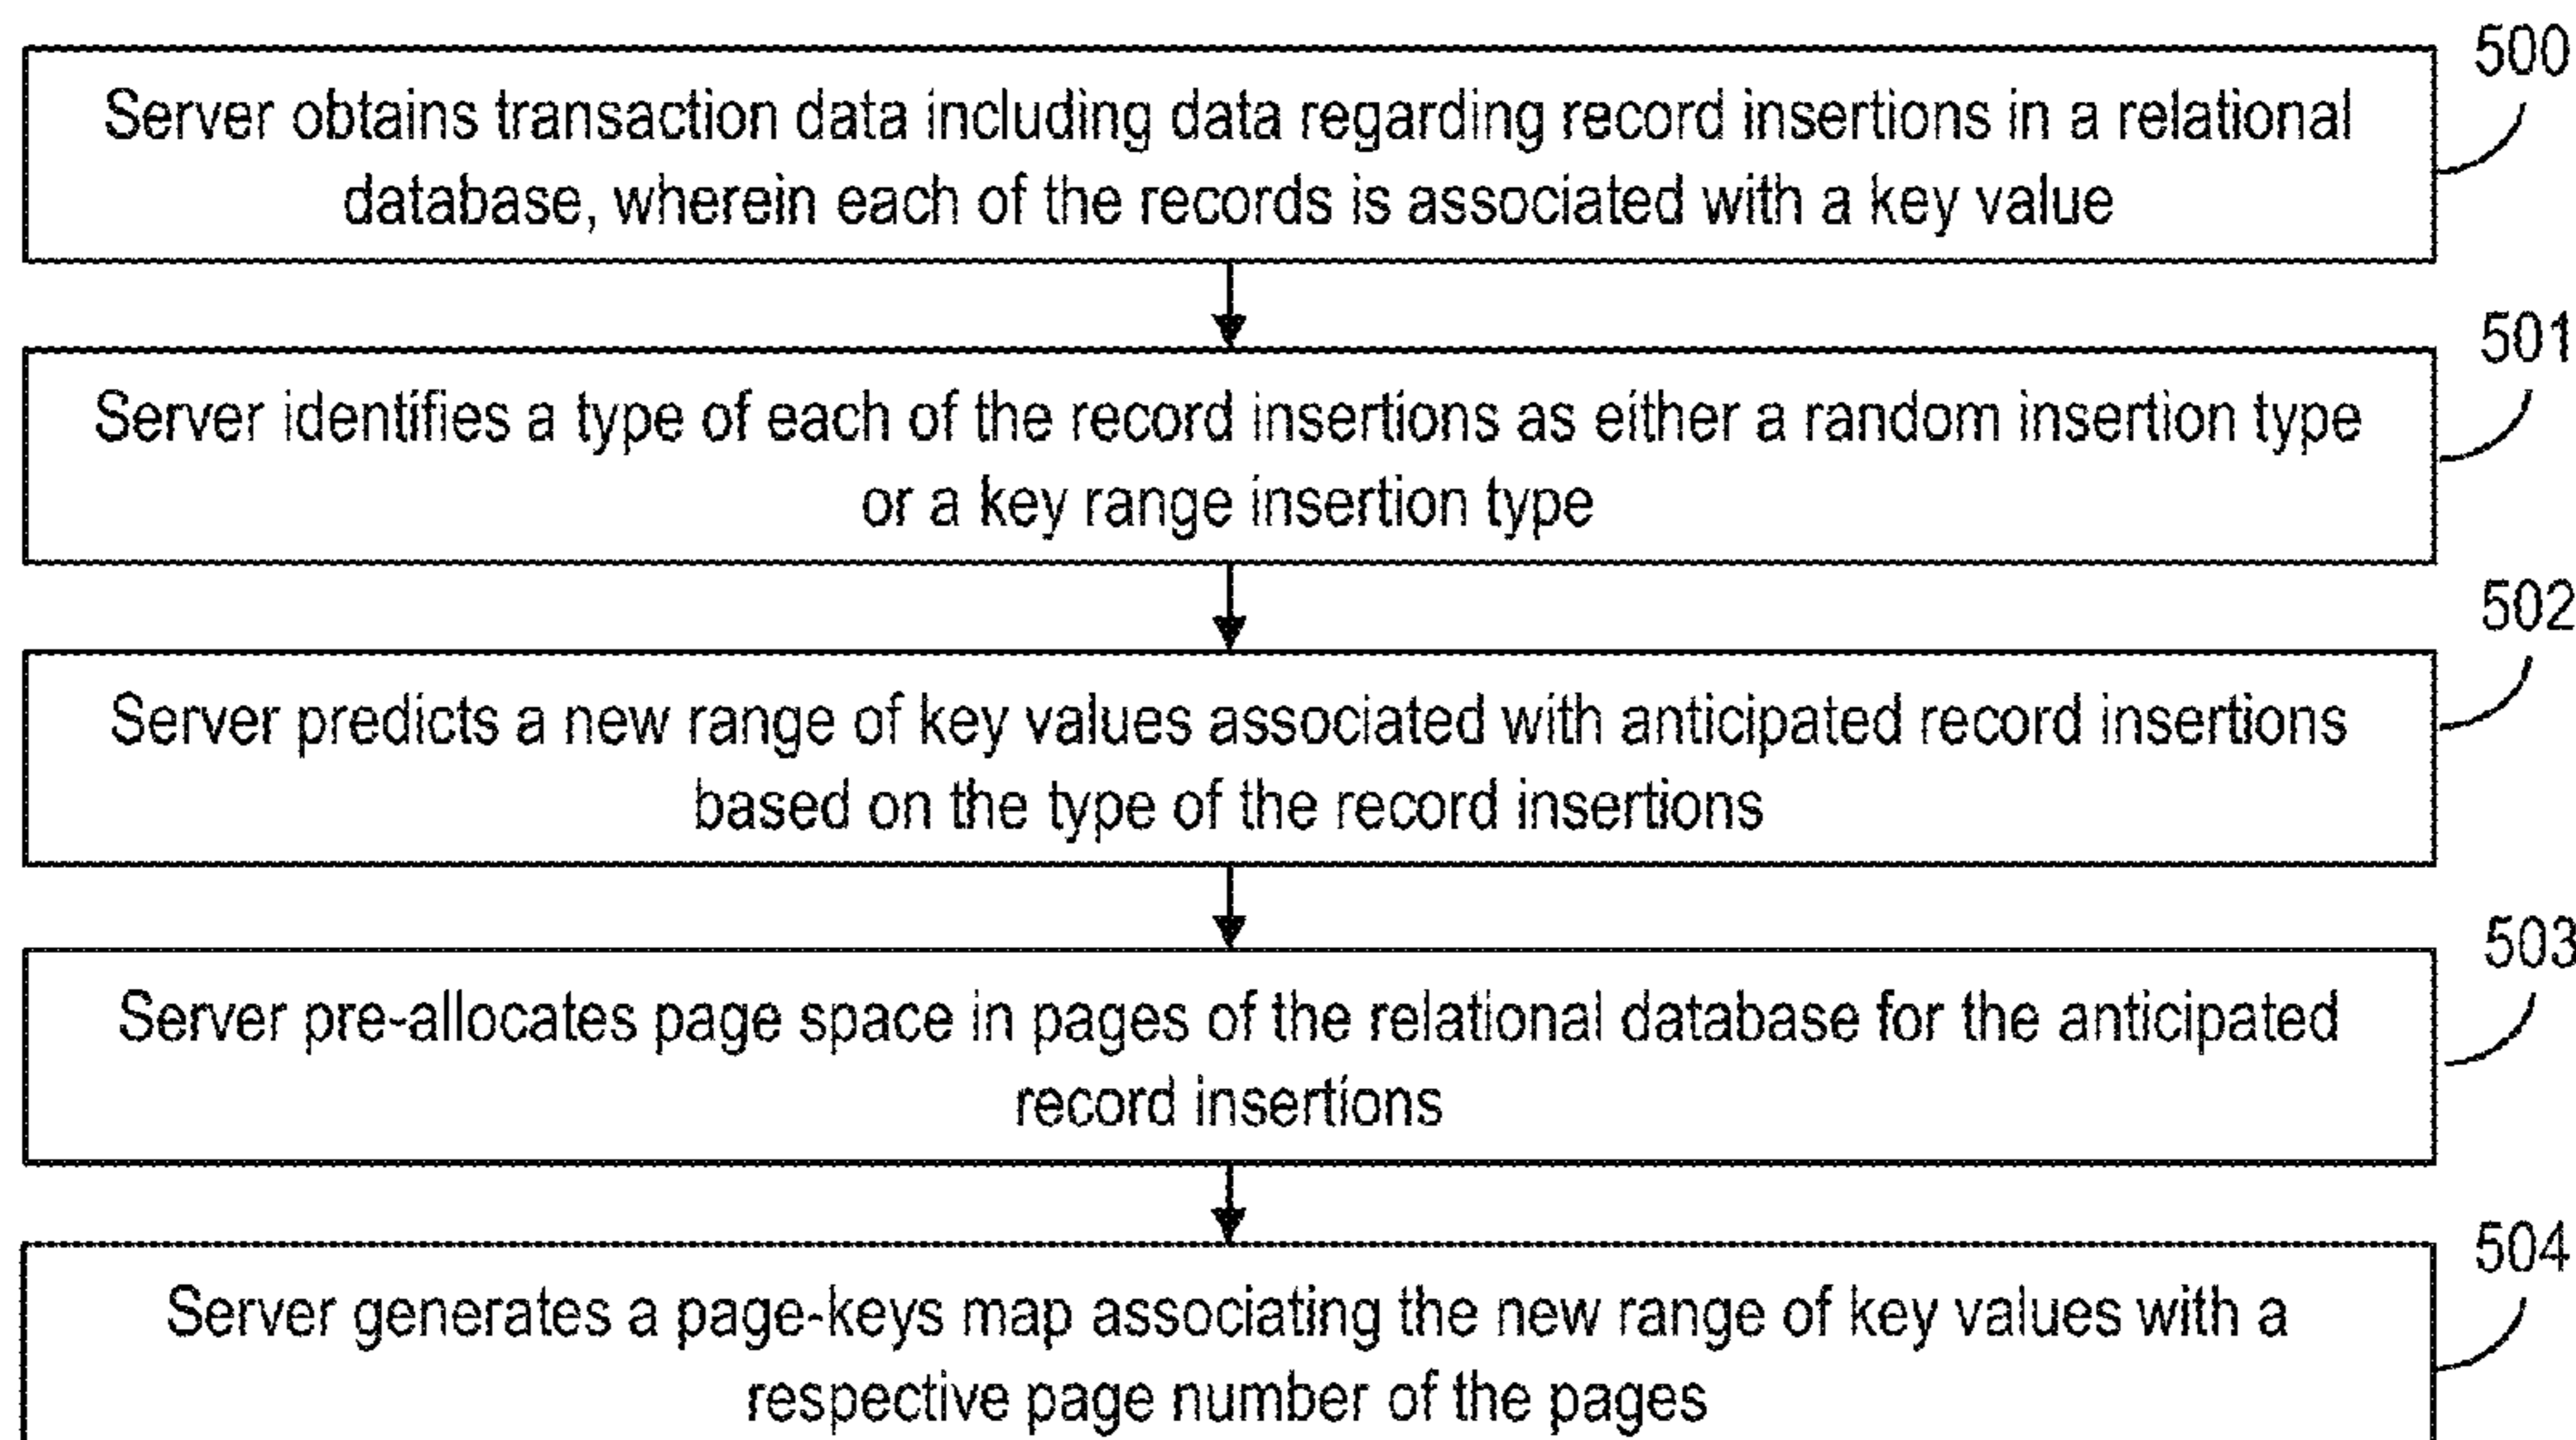 500
Server obtains transaction data including data regarding record insertions in a relational
database, wherein each of the records is associated with a key value
501
Server identifies a type of each of the record insertions as either a random insertion type
or a key range insertion type
502
Server predicts a new range of key values associated with anticipated record insertions
based on the type of the record insertions
503
Server pre-allocates page space in pages of the relational database for the anticipated
record insertions
504
Server generates a page-keys map associating the new range of key values with a
respective page number of the pages